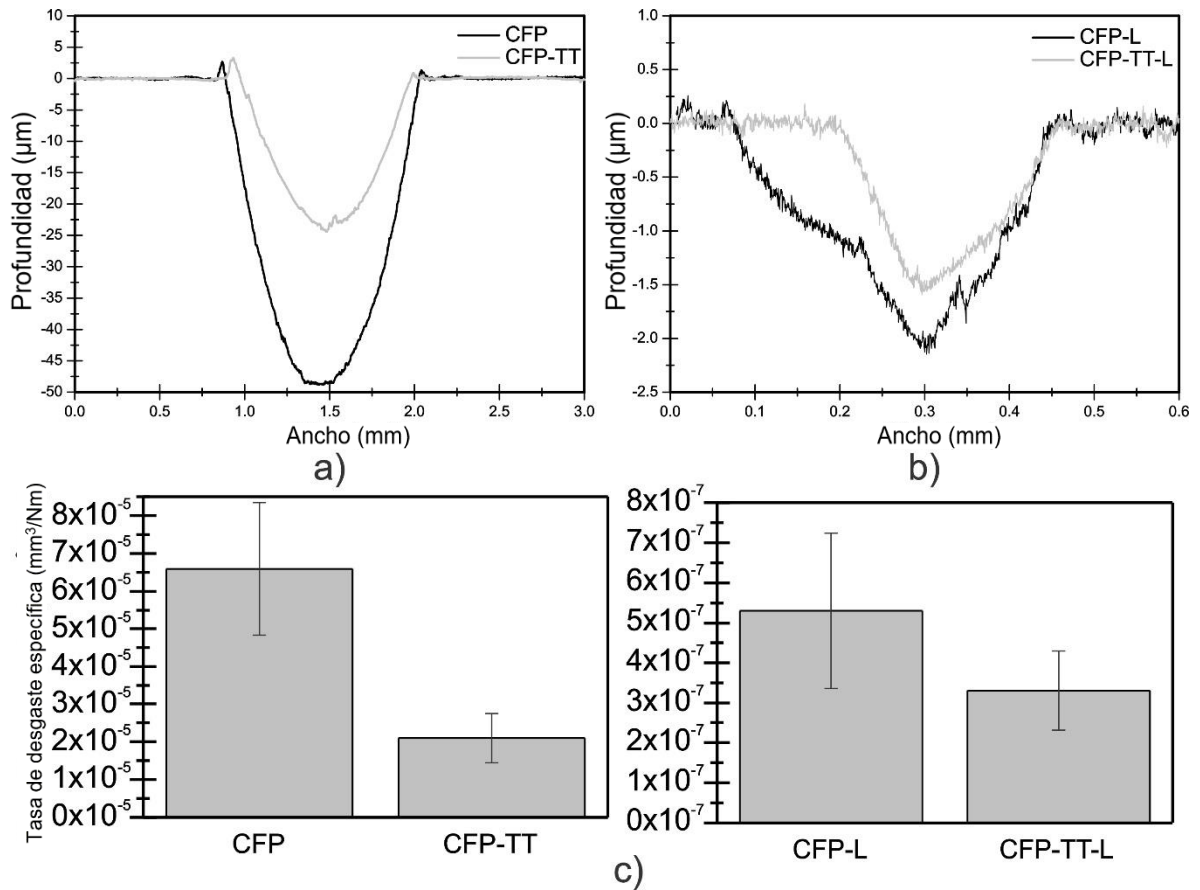 10
5
0
-5
-10
-15
-20
-25
-30
-35
-40
-45
-50
Profundidad (µm)
CFP
CFP-TT
0.0 0.5 1.0 1.5 2.0 2.5 3.0
Ancho (mm)
a)
1.0
0.5
0.0
-0.5
-1.0
-1.5
-2.0
-2.5
Profundidad (µm)
CFP-L
CFP-TT-L
0.0 0.1 0.2 0.3 0.4 0.5 0.6
Ancho (mm)
b)
Tasa de desgaste específica (mm³/Nm)
8x10⁻⁵
7x10⁻⁵
6x10⁻⁵
5x10⁻⁵
4x10⁻⁵
3x10⁻⁵
2x10⁻⁵
1x10⁻⁵
0x10⁻⁵
CFP CFP-TT
8x10⁻⁷
7x10⁻⁷
6x10⁻⁷
5x10⁻⁷
4x10⁻⁷
3x10⁻⁷
2x10⁻⁷
1x10⁻⁷
0x10⁻⁷
CFP-L CFP-TT-L
c)